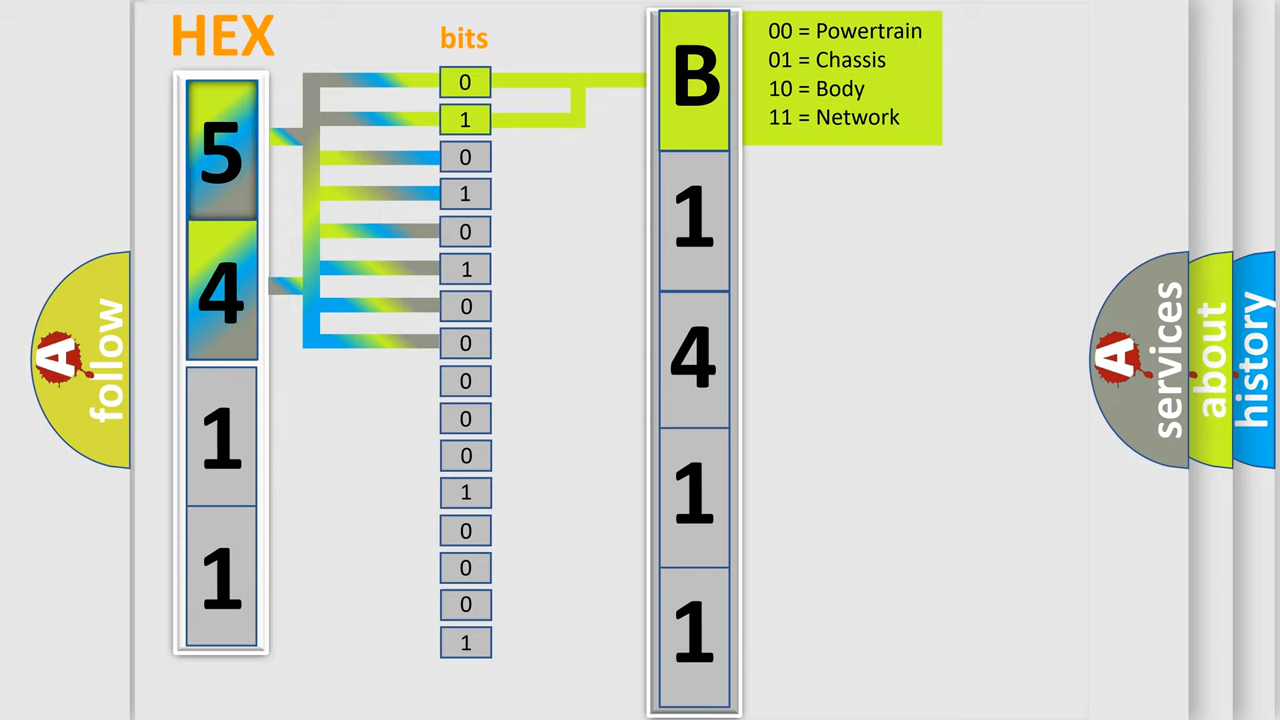 HEX
bits
5
4
1
1
0
1
0
1
0
1
0
0
0
0
0
1
0
0
0
1
B
1
4
1
1
00 = Powertrain
01 = Chassis
10 = Body
11 = Network
A
follow
A
services
about
history